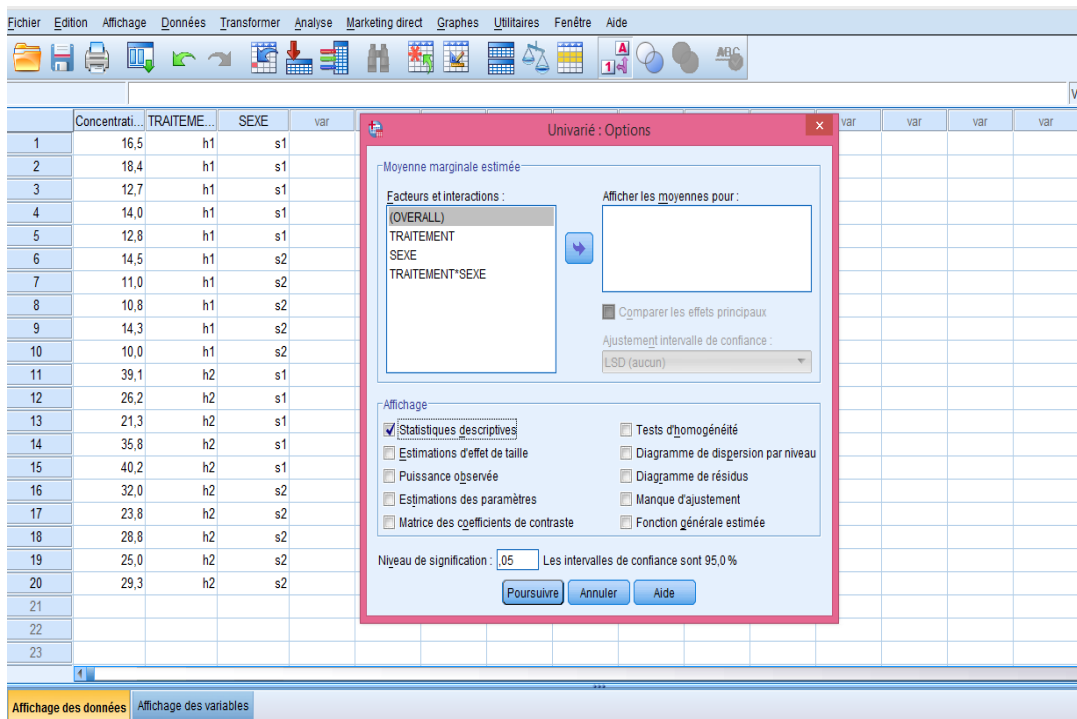 Fichier Edition Affichage Données Transformer Analyse Marketing direct Graphes Utilitaires Fenêtre Aide
A
1 4
ABC
V
Concentrati... TRAITEME... SEXE var var var var var
1 16,5 h1 s1
2 18,4 h1 s1
3 12,7 h1 s1
4 14,0 h1 s1
5 12,8 h1 s1
6 14,5 h1 s2
7 11,0 h1 s2
8 10,8 h1 s2
9 14,3 h1 s2
10 10,0 h1 s2
11 39,1 h2 s1
12 26,2 h2 s1
13 21,3 h2 s1
14 35,8 h2 s1
15 40,2 h2 s1
16 32,0 h2 s2
17 23,8 h2 s2
18 28,8 h2 s2
19 25,0 h2 s2
20 29,3 h2 s2
21
22
23
Univarié : Options
x
Moyenne marginale estimée
Facteurs et interactions :
(OVERALL)
TRAITEMENT
SEXE
TRAITEMENT*SEXE
Afficher les moyennes pour :
Comparer les effets principaux
Ajustement intervalle de confiance :
LSD (aucun)
Affichage
Statistiques descriptives
Estimations d'effet de taille
Puissance observée
Estimations des paramètres
Matrice des coefficients de contraste
Tests d'homogénéité
Diagramme de dispersion par niveau
Diagramme de résidus
Manque d'ajustement
Fonction générale estimée
Niveau de signification : ,05 Les intervalles de confiance sont 95,0 %
Poursuivre Annuler Aide
Affichage des données Affichage des variables